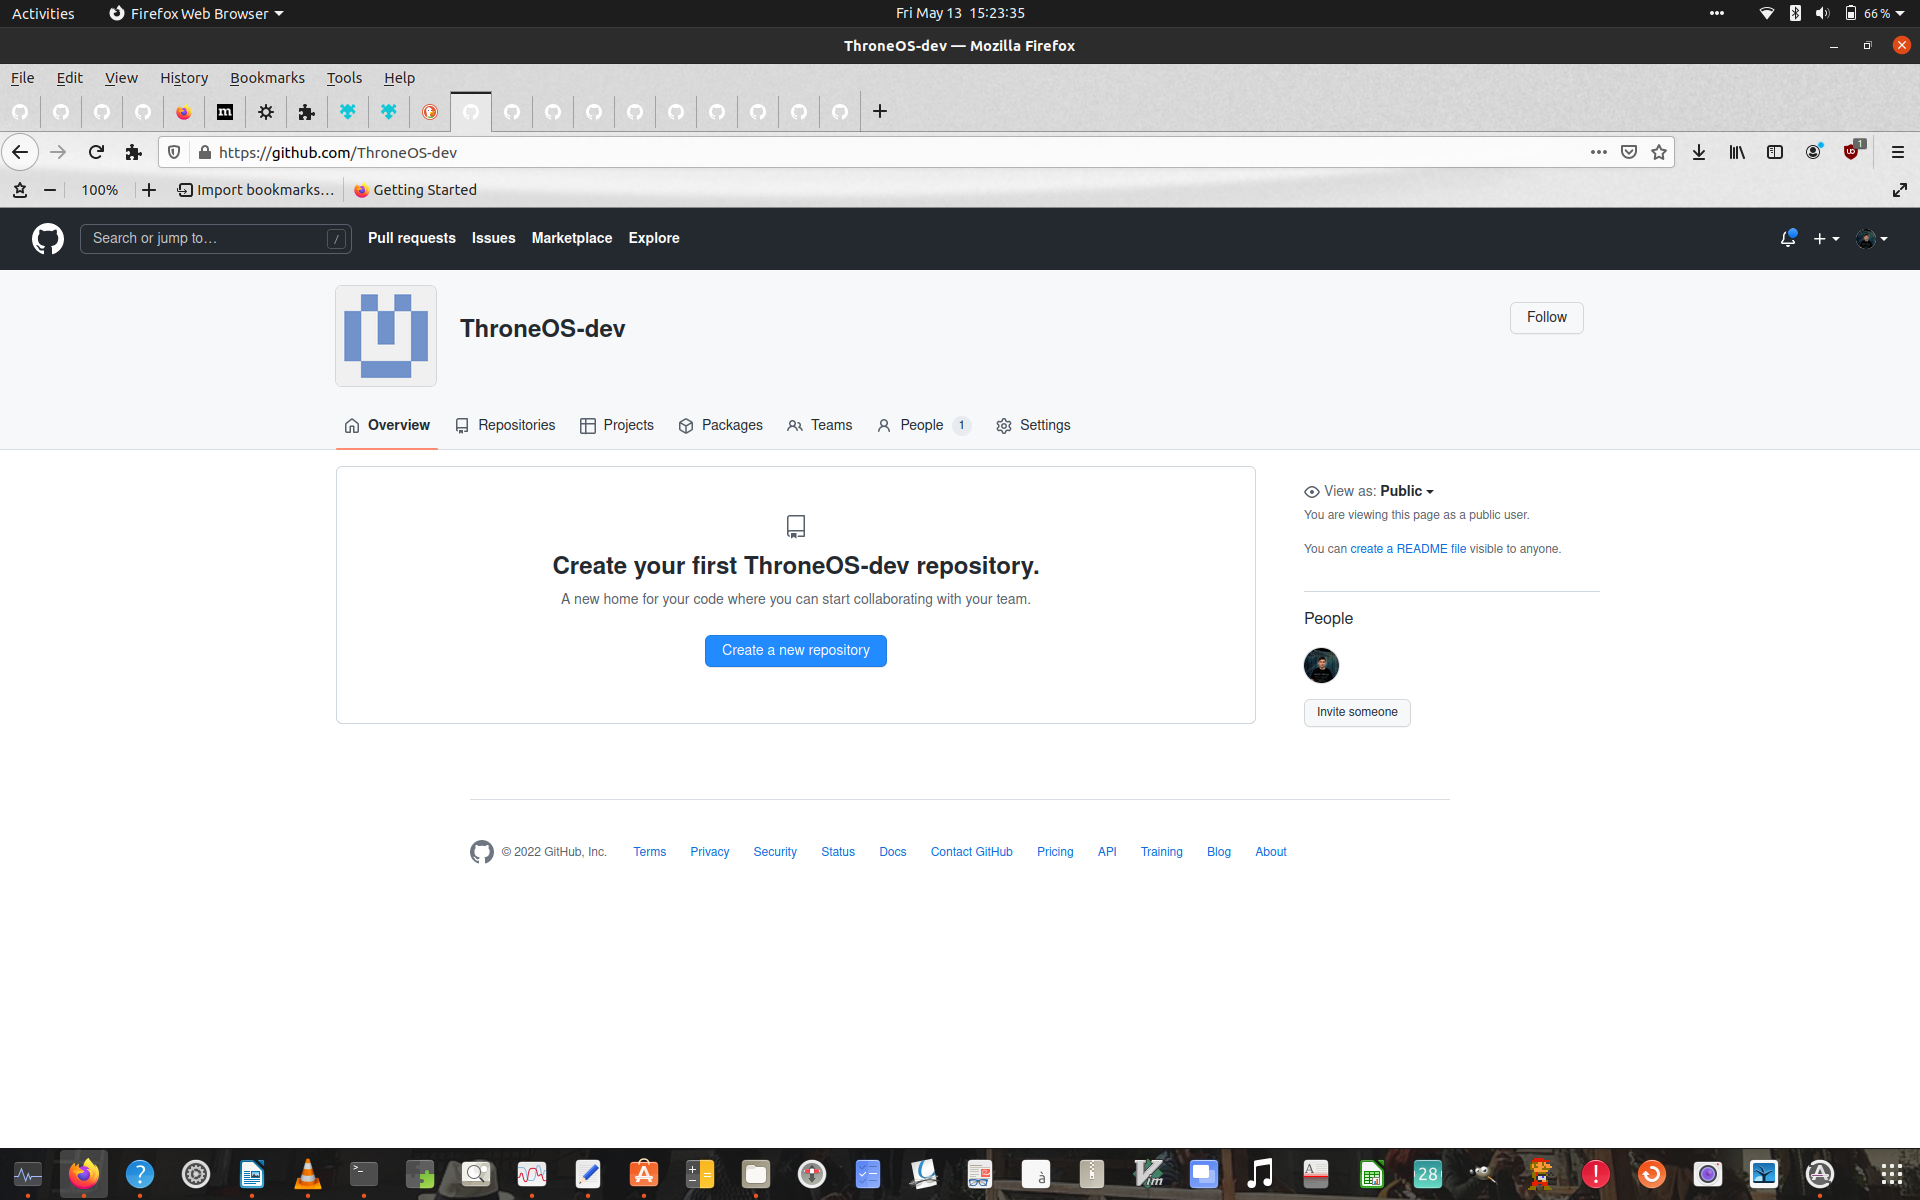 Activities
Firefox Web Browser
Fri May 13 15:23:35
66 %
ThroneOS-dev — Mozilla Firefox
File Edit View History Bookmarks Tools Help
m
https://github.com/ThroneOS-dev
1
100%
Import bookmarks…
Getting Started
Search or jump to…
/
Pull requests
Issues
Marketplace
Explore
ThroneOS-dev
Follow
Overview
Repositories
Projects
Packages
Teams
People 1
Settings
Create your first ThroneOS-dev repository.
A new home for your code where you can start collaborating with your team.
Create a new repository
View as: Public
You are viewing this page as a public user.
You can create a README file visible to anyone.
People
Invite someone
© 2022 GitHub, Inc.
Terms
Privacy
Security
Status
Docs
Contact GitHub
Pricing
API
Training
Blog
About
28